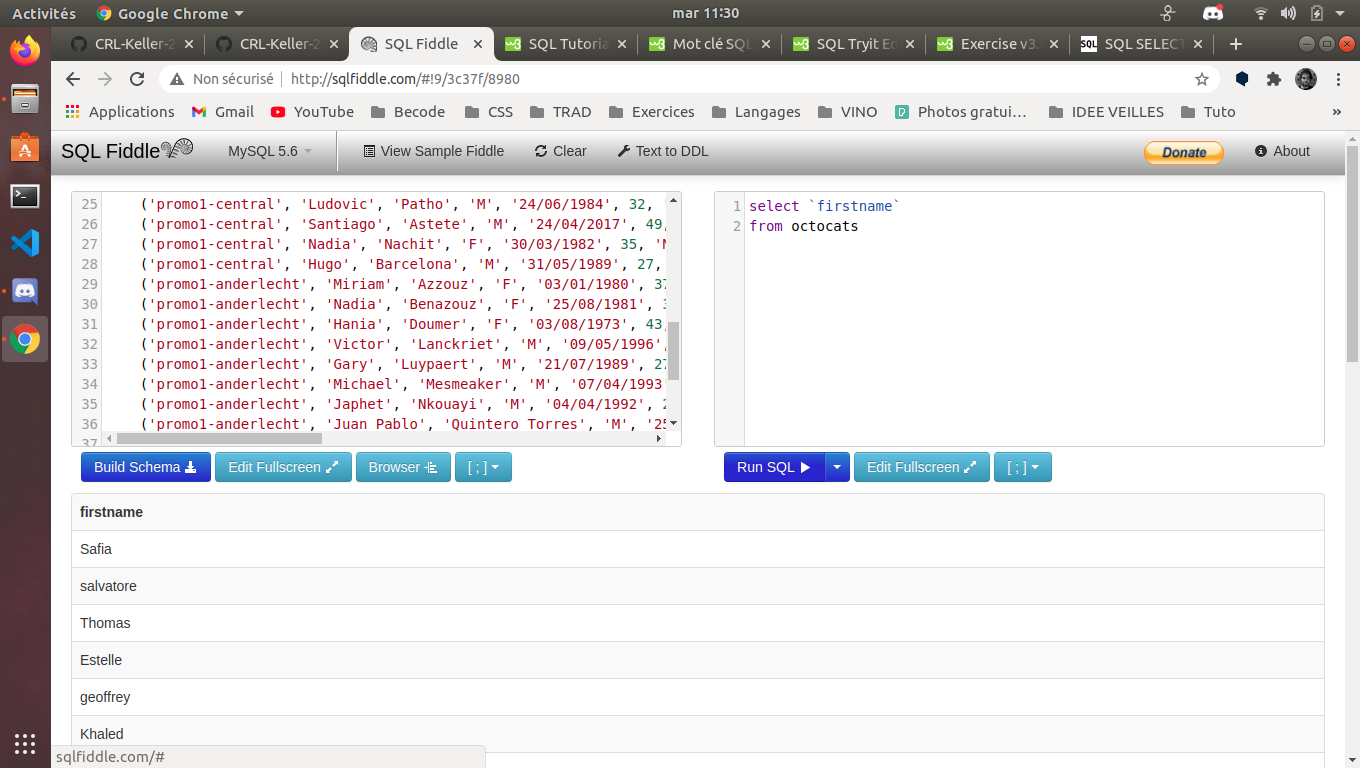 Activités Google Chrome mar 11:30
CRL-Keller-2 CRL-Keller-2 SQL Fiddle SQL Tutoria Mot clé SQL SQL Tryit Ed Exercise v3. SQL SQL SELECT
Non sécurisé http://sqlfiddle.com/#!9/3c37f/8980
Applications Gmail YouTube Becode CSS TRAD Exercices Langages VINO Photos gratui… IDEE VEILLES Tuto »
SQL Fiddle MySQL 5.6 View Sample Fiddle Clear Text to DDL Donate About
25 ('promo1-central', 'Ludovic', 'Patho', 'M', '24/06/1984', 32,
26 ('promo1-central', 'Santiago', 'Astete', 'M', '24/04/2017', 49,
27 ('promo1-central', 'Nadia', 'Nachit', 'F', '30/03/1982', 35, 'N
28 ('promo1-central', 'Hugo', 'Barcelona', 'M', '31/05/1989', 27,
29 ('promo1-anderlecht', 'Miriam', 'Azzouz', 'F', '03/01/1980', 37
30 ('promo1-anderlecht', 'Nadia', 'Benazouz', 'F', '25/08/1981', 3
31 ('promo1-anderlecht', 'Hania', 'Doumer', 'F', '03/08/1973', 43,
32 ('promo1-anderlecht', 'Victor', 'Lanckriet', 'M', '09/05/1996',
33 ('promo1-anderlecht', 'Gary', 'Luypaert', 'M', '21/07/1989', 27
34 ('promo1-anderlecht', 'Michael', 'Mesmeaker', 'M', '07/04/1993'
35 ('promo1-anderlecht', 'Japhet', 'Nkouayi', 'M', '04/04/1992', 2
36 ('promo1-anderlecht', 'Juan Pablo', 'Quintero Torres', 'M', '25
37
1 select `firstname`
2 from octocats
Build Schema Edit Fullscreen Browser [ ; ]
Run SQL Edit Fullscreen [ ; ]
firstname
Safia
salvatore
Thomas
Estelle
geoffrey
Khaled
sqlfiddle.com/#